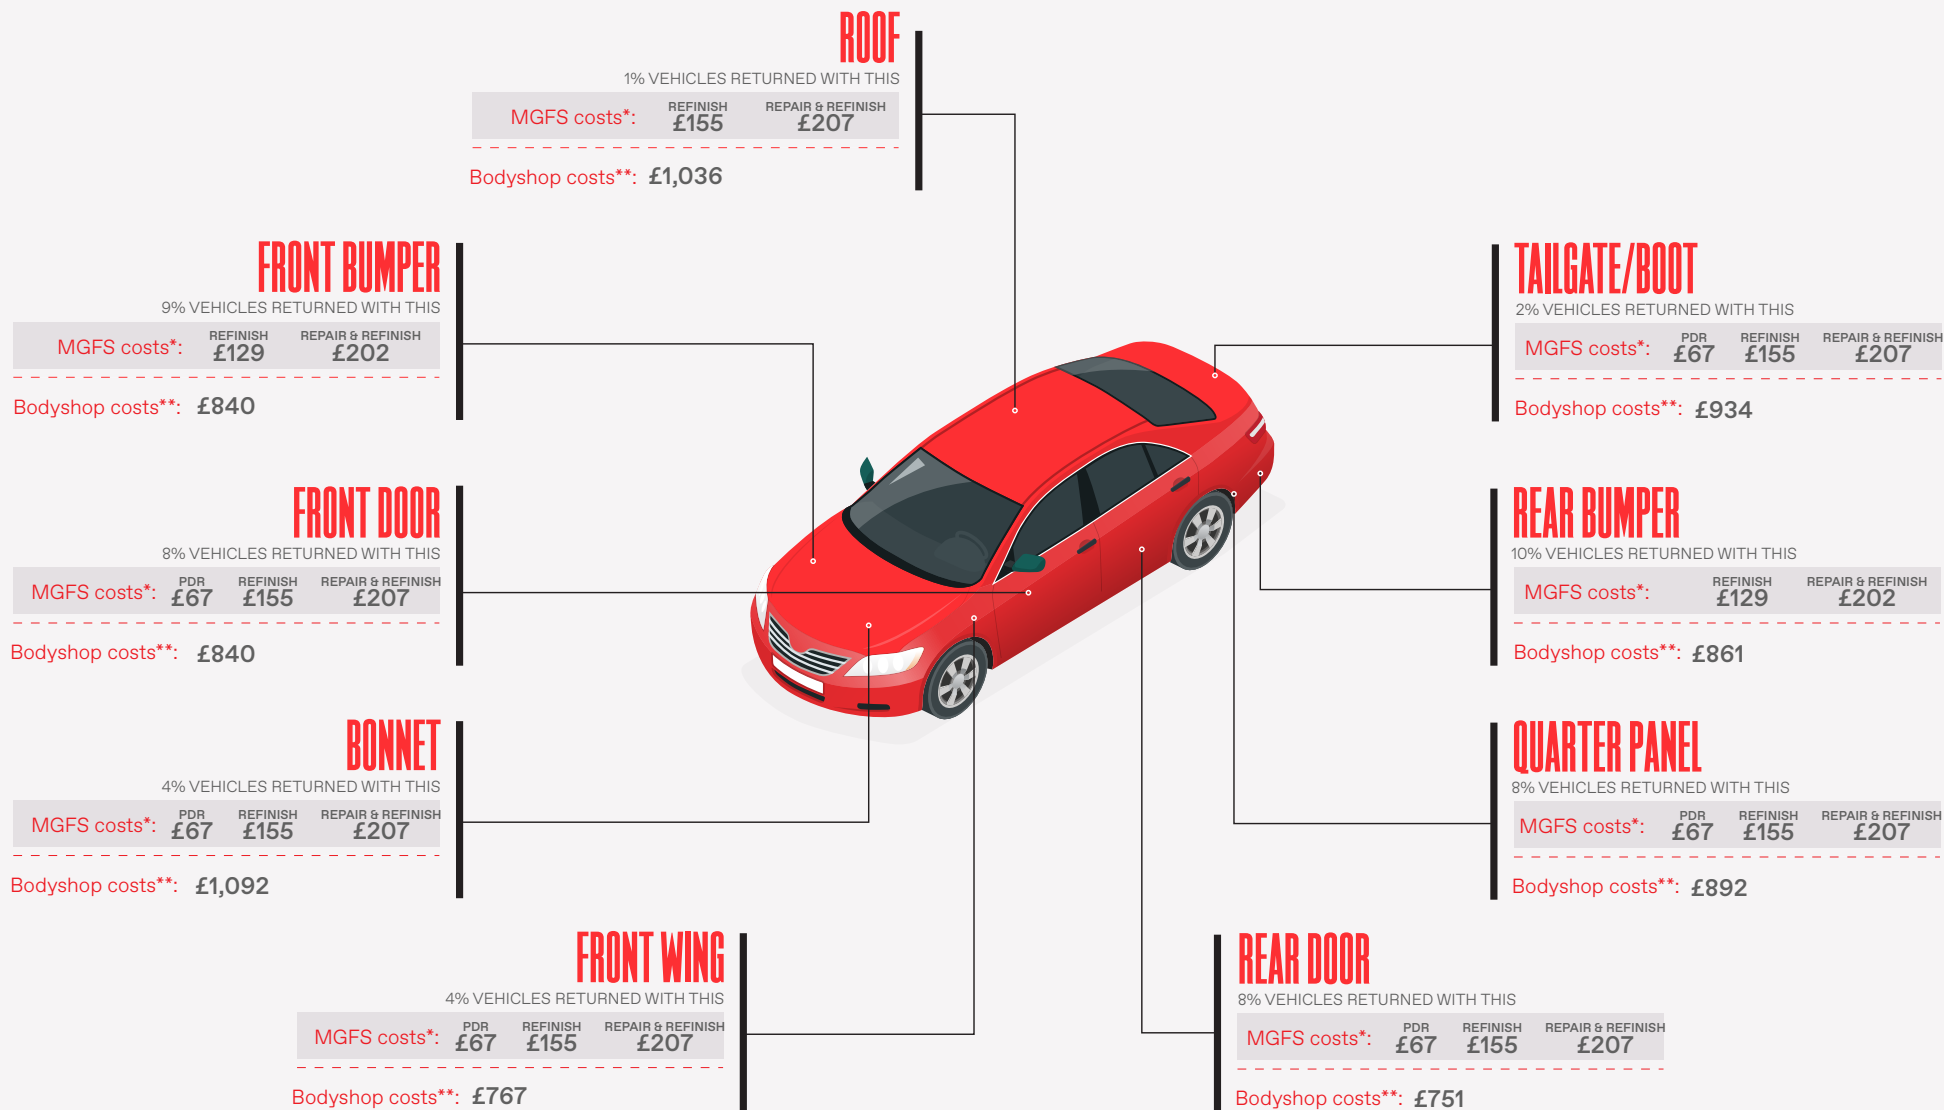 ROOF
1% VEHICLES RETURNED WITH THIS
MGFS costs*: REFINISH £155 REPAIR & REFINISH £207
Bodyshop costs**: £1,036
FRONT BUMPER
9% VEHICLES RETURNED WITH THIS
MGFS costs*: REFINISH £129 REPAIR & REFINISH £202
Bodyshop costs**: £840
FRONT DOOR
8% VEHICLES RETURNED WITH THIS
MGFS costs*: PDR £67 REFINISH £155 REPAIR & REFINISH £207
Bodyshop costs**: £840
BONNET
4% VEHICLES RETURNED WITH THIS
MGFS costs*: PDR £67 REFINISH £155 REPAIR & REFINISH £207
Bodyshop costs**: £1,092
FRONT WING
4% VEHICLES RETURNED WITH THIS
MGFS costs*: PDR £67 REFINISH £155 REPAIR & REFINISH £207
Bodyshop costs**: £767
TAILGATE/BOOT
2% VEHICLES RETURNED WITH THIS
MGFS costs*: PDR £67 REFINISH £155 REPAIR & REFINISH £207
Bodyshop costs**: £934
REAR BUMPER
10% VEHICLES RETURNED WITH THIS
MGFS costs*: REFINISH £129 REPAIR & REFINISH £202
Bodyshop costs**: £861
QUARTER PANEL
8% VEHICLES RETURNED WITH THIS
MGFS costs*: PDR £67 REFINISH £155 REPAIR & REFINISH £207
Bodyshop costs**: £892
REAR DOOR
8% VEHICLES RETURNED WITH THIS
MGFS costs*: PDR £67 REFINISH £155 REPAIR & REFINISH £207
Bodyshop costs**: £751